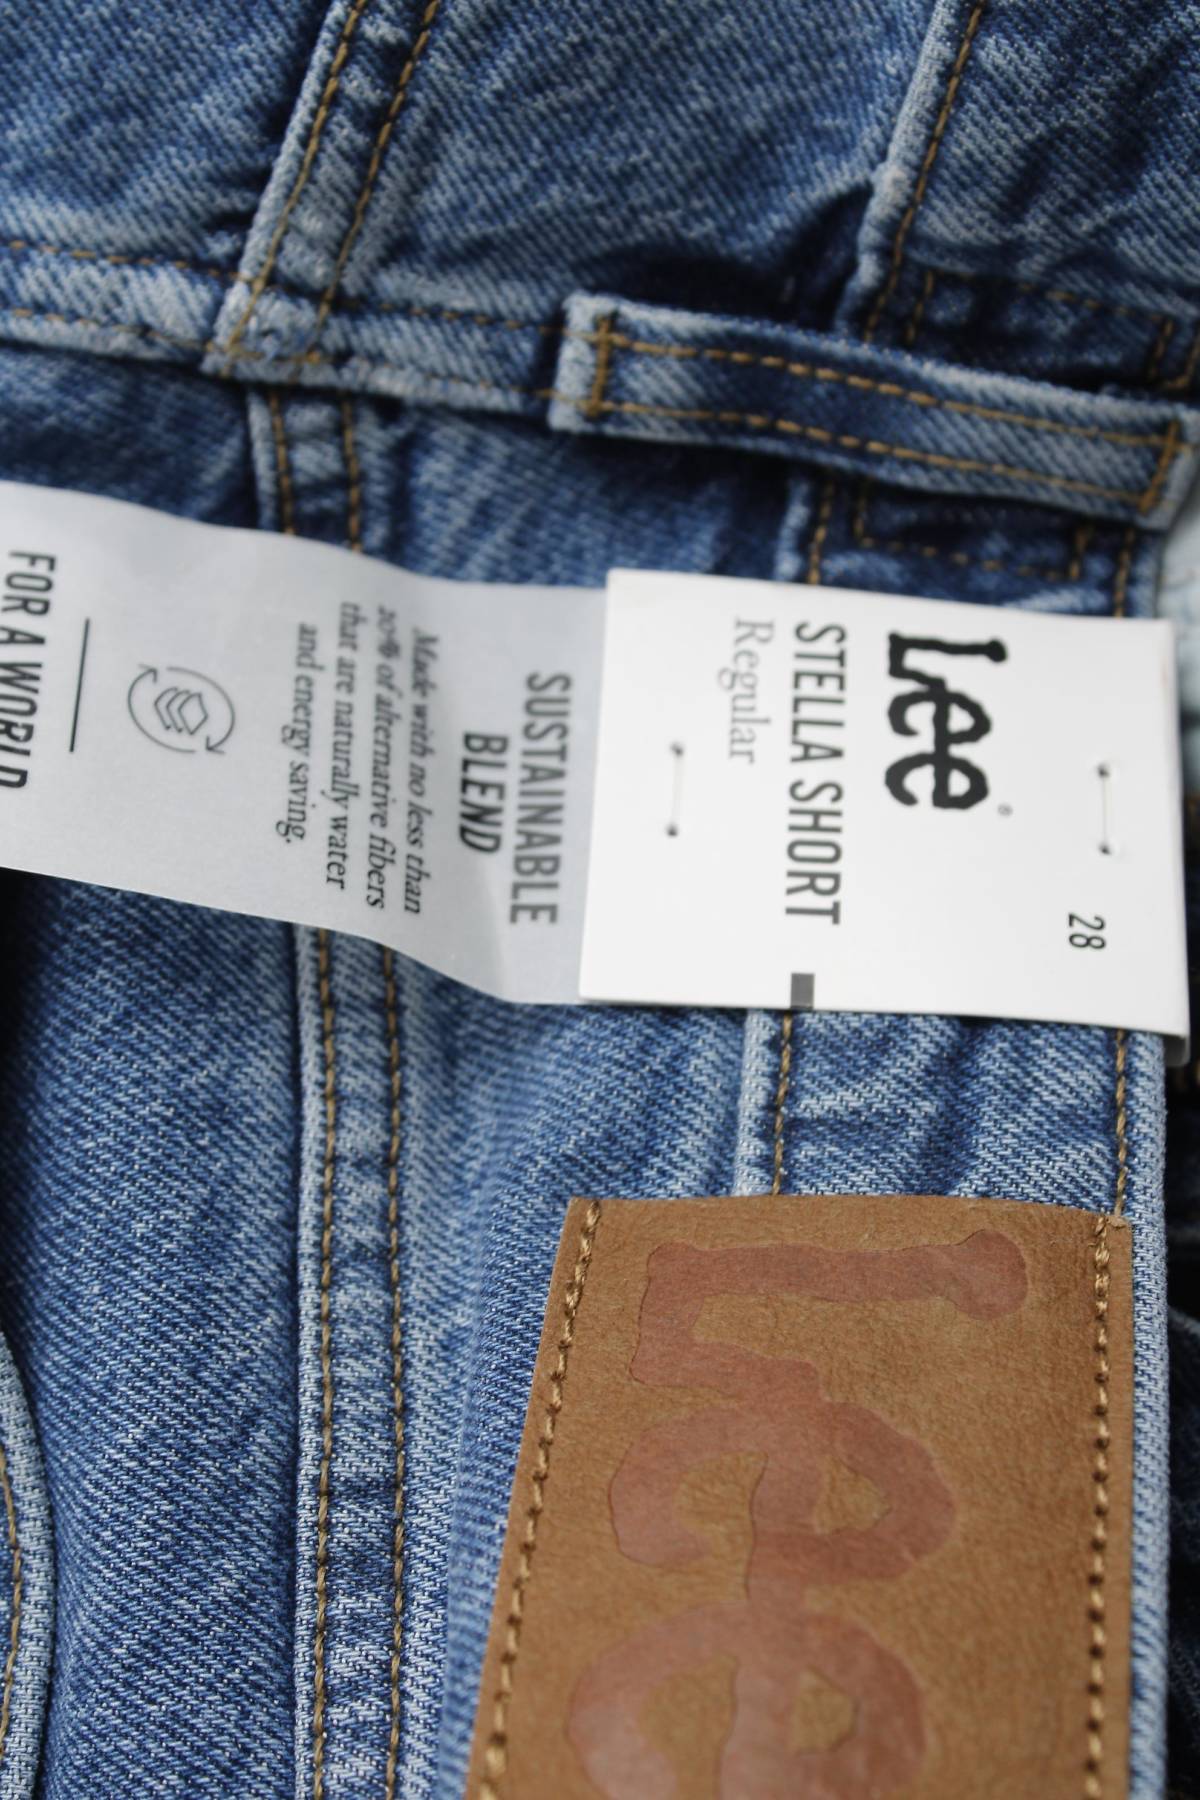 28
Lee®
STELLA SHORT
Regular
SUSTAINABLE
BLEND
Made with no less than
20% of alternative fibers
that are naturally water
and energy saving.
FOR A WORLD
Lee